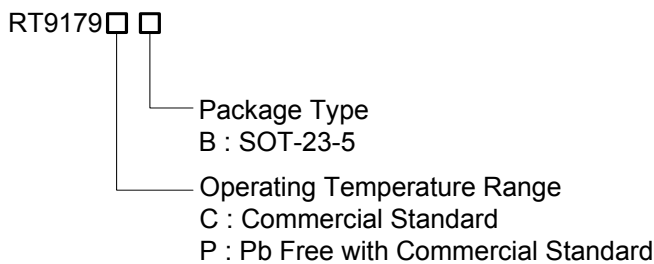 RT9179
Package Type
B : SOT-23-5
Operating Temperature Range
C : Commercial Standard
P : Pb Free with Commercial Standard